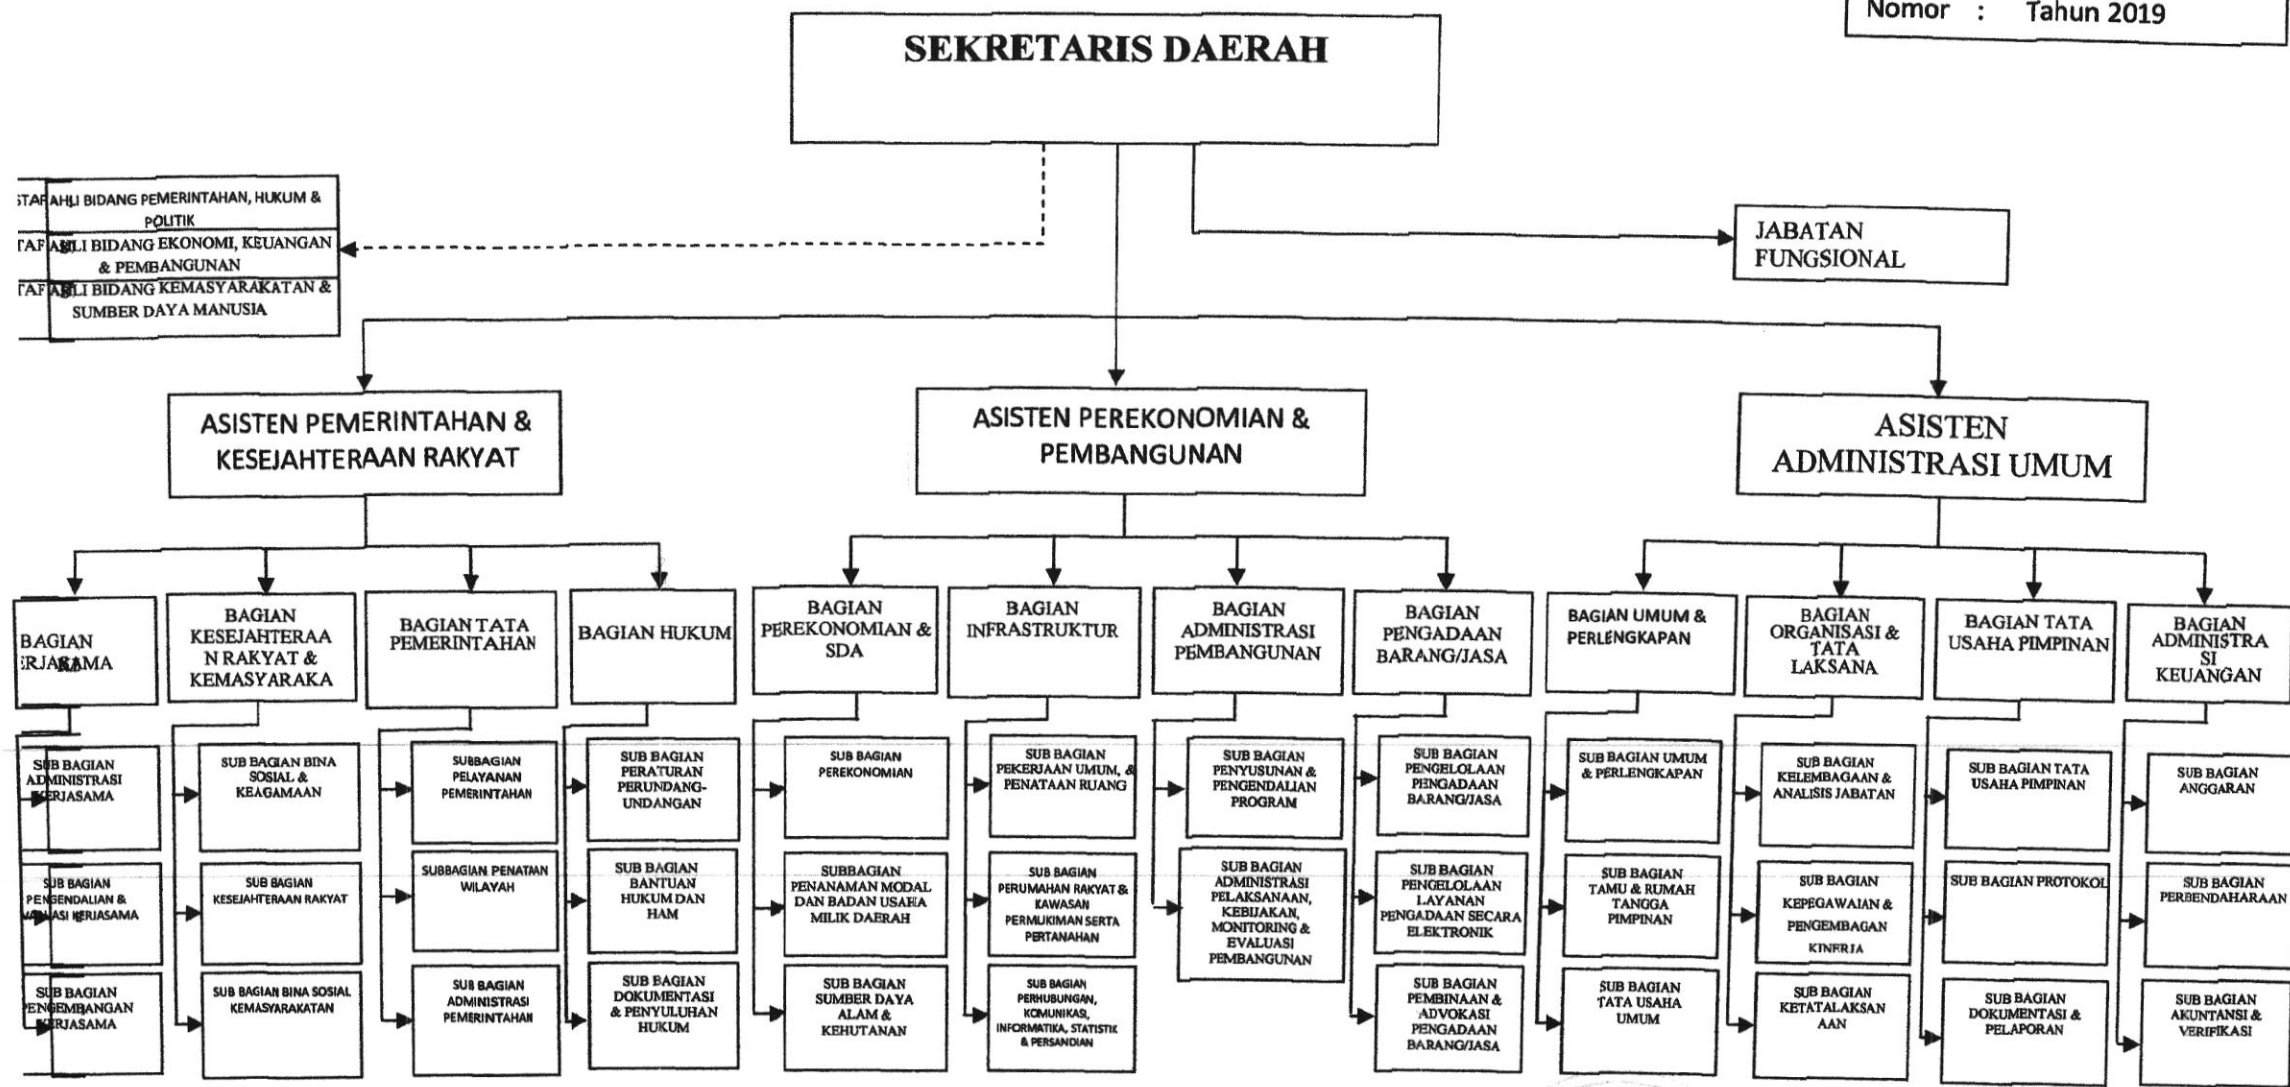 Nomor : Tahun 2019
SEKRETARIS DAERAH
STAF AHLI BIDANG PEMERINTAHAN, HUKUM &
POLITIK
TAF AHLI BIDANG EKONOMI, KEUANGAN
& PEMBANGUNAN
TAF AHLI BIDANG KEMASYARAKATAN &
SUMBER DAYA MANUSIA
JABATAN
FUNGSIONAL
ASISTEN PEMERINTAHAN &
KESEJAHTERAAN RAKYAT
ASISTEN PEREKONOMIAN &
PEMBANGUNAN
ASISTEN
ADMINISTRASI UMUM
BAGIAN
ERJASAMA
BAGIAN
KESEJAHTERAA
N RAKYAT &
KEMASYARAKA
BAGIAN TATA
PEMERINTAHAN
BAGIAN HUKUM
BAGIAN
PEREKONOMIAN &
SDA
BAGIAN
INFRASTRUKTUR
BAGIAN
ADMINISTRASI
PEMBANGUNAN
BAGIAN
PENGADAAN
BARANG/JASA
BAGIAN UMUM &
PERLENGKAPAN
BAGIAN
ORGANISASI &
TATA
LAKSANA
BAGIAN TATA
USAHA PIMPINAN
BAGIAN
ADMINISTRA
SI
KEUANGAN
SUB BAGIAN
ADMINISTRASI
KERJASAMA
SUB BAGIAN BINA
SOSIAL &
KEAGAMAAN
SUBBAGIAN
PELAYANAN
PEMERINTAHAN
SUB BAGIAN
PERATURAN
PERUNDANG-
UNDANGAN
SUB BAGIAN
PEREKONOMIAN
SUB BAGIAN
PEKERJAAN UMUM, &
PENATAAN RUANG
SUB BAGIAN
PENYUSUNAN &
PENGENDALIAN
PROGRAM
SUB BAGIAN
PENGELOLAAN
PENGADAAN
BARANG/JASA
SUB BAGIAN UMUM
& PERLENGKAPAN
SUB BAGIAN
KELEMBAGAAN &
ANALISIS JABATAN
SUB BAGIAN TATA
USAHA PIMPINAN
SUB BAGIAN
ANGGARAN
SUB BAGIAN
PENGENDALIAN &
KERJASAMA
SUB BAGIAN
KESEJAHTERAAN RAKYAT
SUBBAGIAN PENATAN
WILAYAH
SUB BAGIAN
BANTUAN
HUKUM DAN
HAM
SUBBAGIAN
PENANAMAN MODAL
DAN BADAN USAHA
MILIK DAERAH
SUB BAGIAN
PERUMAHAN RAKYAT &
KAWASAN
PERMUKIMAN SERTA
PERTANAHAN
SUB BAGIAN
ADMINISTRASI
PELAKSANAAN,
KEBIJAKAN,
MONITORING &
EVALUASI
PEMBANGUNAN
SUB BAGIAN
PENGELOLAAN
LAYANAN
PENGADAAN SECARA
ELEKTRONIK
SUB BAGIAN
TAMU & RUMAH
TANGGA
PIMPINAN
SUB BAGIAN
KEPEGAWAIAN &
PENGEMBAGAN
KINERJA
SUB BAGIAN PROTOKOL
SUB BAGIAN
PERBENDAHARAAN
SUB BAGIAN
PENGEMBANGAN
KERJASAMA
SUB BAGIAN BINA SOSIAL
KEMASYARAKATAN
SUB BAGIAN
ADMINISTRASI
PEMERINTAHAN
SUB BAGIAN
DOKUMENTASI
& PENYULUHAN
HUKUM
SUB BAGIAN
SUMBER DAYA
ALAM &
KEHUTANAN
SUB BAGIAN
PERHUBUNGAN,
KOMUNIKASI,
INFORMATIKA, STATISTIK
& PERSANDIAN
SUB BAGIAN
PEMBINAAN &
ADVOKASI
PENGADAAN
BARANG/JASA
SUB BAGIAN
TATA USAHA
UMUM
SUB BAGIAN
KETATALAKSAN
AAN
SUB BAGIAN
DOKUMENTASI &
PELAPORAN
SUB BAGIAN
AKUNTANSI &
VERIFIKASI